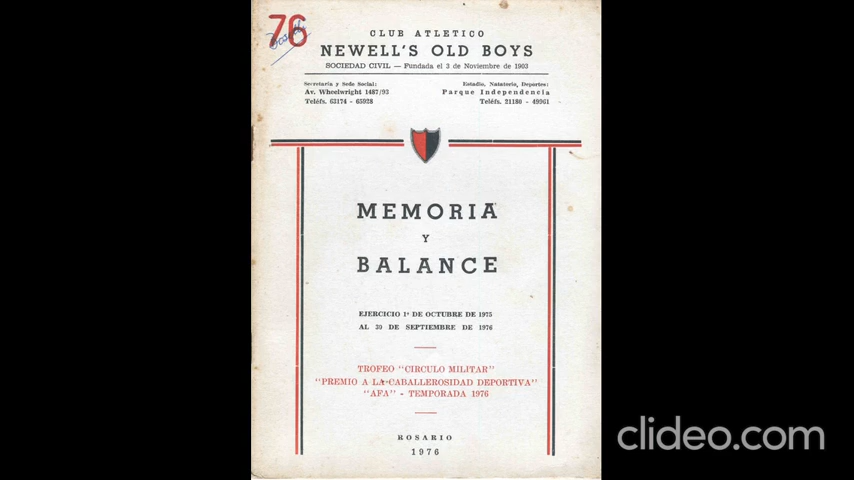 76
CLUB ATLETICO
NEWELL'S OLD BOYS
SOCIEDAD CIVIL — Fundada el 3 de Noviembre de 1903
Secretaría y Sede Social:
Av. Wheelwright 1487/93
Teléfs. 63174 - 65928
Estadio, Natatorio, Deportes:
Parque Independencia
Teléfs. 21180 - 49961
MEMORIA
Y
BALANCE
EJERCICIO 1º DE OCTUBRE DE 1975
AL 30 DE SEPTIEMBRE DE 1976
TROFEO "CIRCULO MILITAR"
"PREMIO A LA CABALLEROSIDAD DEPORTIVA"
"AFA" - TEMPORADA 1976
ROSARIO
1976
clideo.com